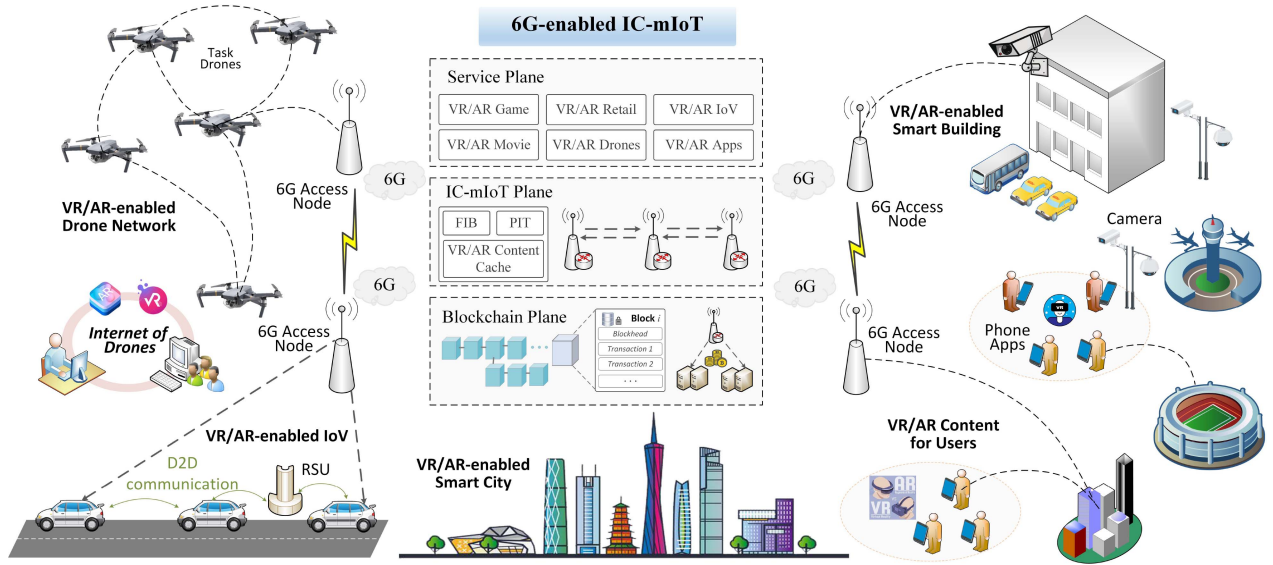 6G-enabled IC-mIoT
Task
Drones
6G Access
Node
VR/AR-enabled
Drone Network
6G
6G
AR
VR
Internet of
Drones
6G Access
Node
VR/AR-enabled IoV
D2D
communication
RSU
Service Plane
VR/AR Game
VR/AR Retail
VR/AR IoV
VR/AR Movie
VR/AR Drones
VR/AR Apps
IC-mIoT Plane
FIB
PIT
VR/AR Content
Cache
Blockchain Plane
Block i
Blockhead
Transaction 1
Transaction 2
...
...
VR/AR-enabled
Smart City
6G
6G
VR/AR-enabled
Smart Building
6G Access
Node
Camera
6G Access
Node
Phone
Apps
VR
VR/AR Content
for Users
AR
VR